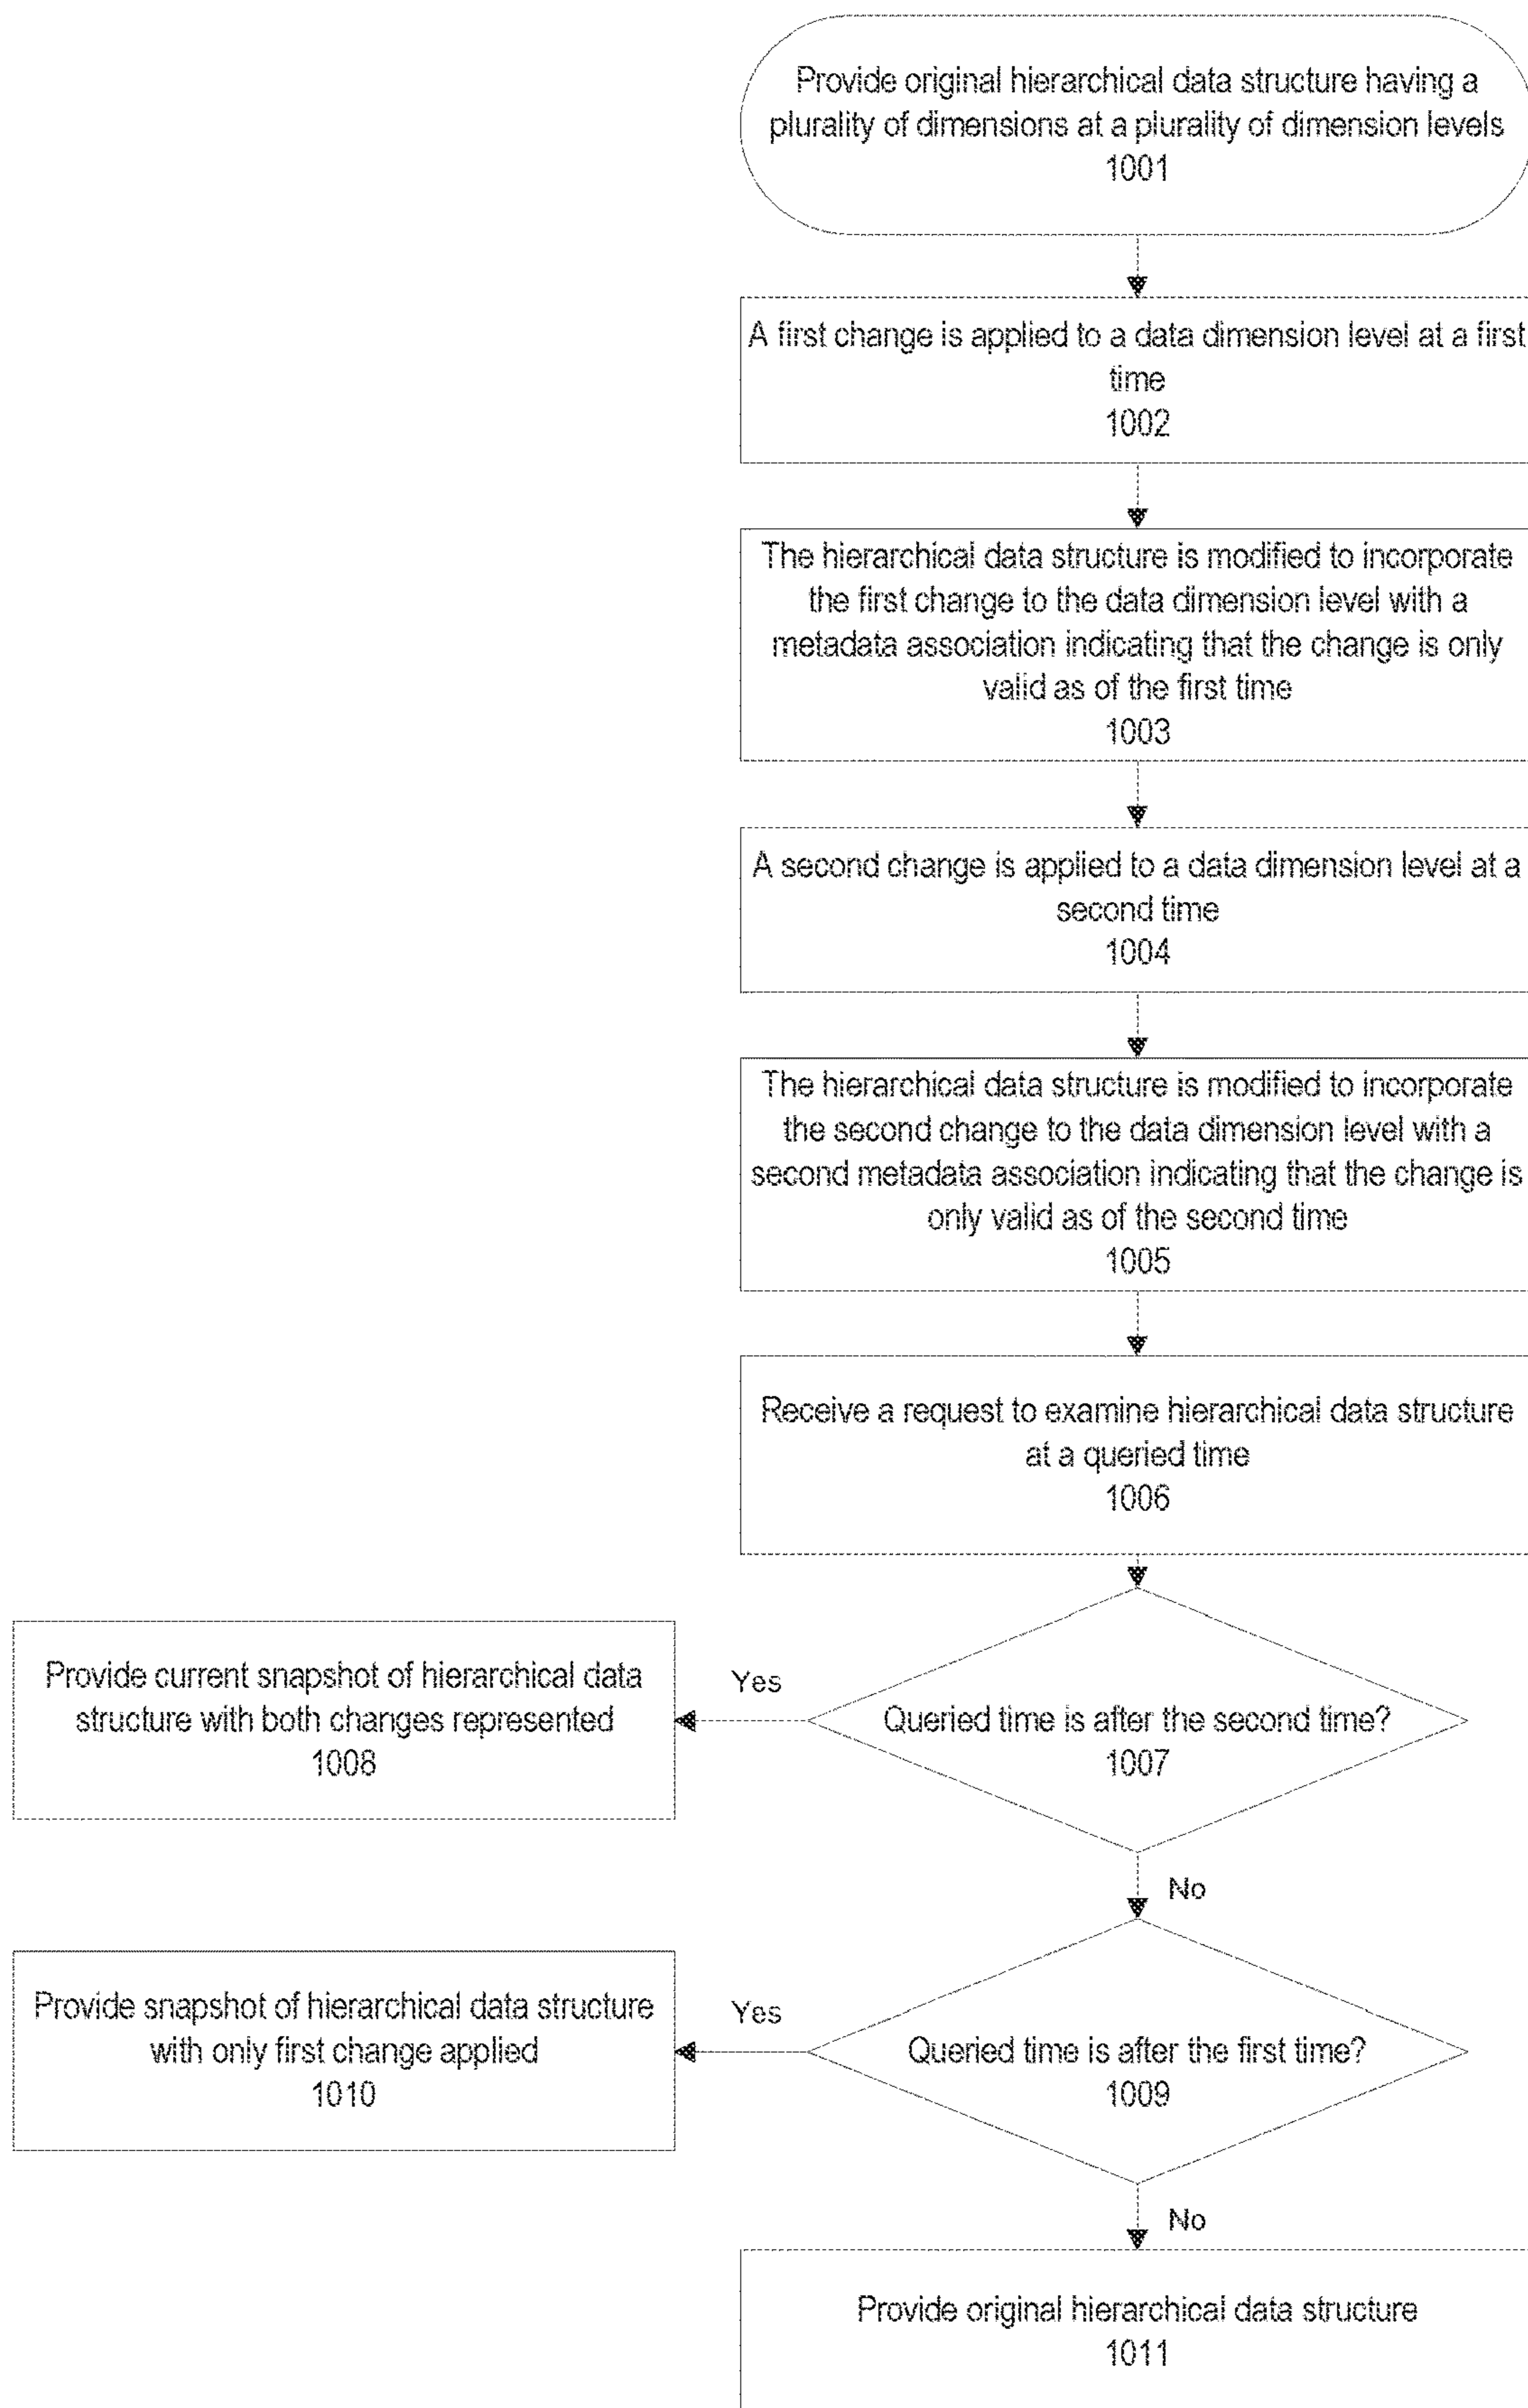 Provide original hierarchical data structure having a
plurality of dimensions at a plurality of dimension levels
1001
A first change is applied to a data dimension level at a first
time
1002
The hierarchical data structure is modified to incorporate
the first change to the data dimension level with a
metadata association indicating that the change is only
valid as of the first time
1003
A second change is applied to a data dimension level at a
second time
1004
The hierarchical data structure is modified to incorporate
the second change to the data dimension level with a
second metadata association indicating that the change is
only valid as of the second time
1005
Receive a request to examine hierarchical data structure
at a queried time
1006
Queried time is after the second time?
1007
Yes
Provide current snapshot of hierarchical data
structure with both changes represented
1008
No
Queried time is after the first time?
1009
Yes
Provide snapshot of hierarchical data structure
with only first change applied
1010
No
Provide original hierarchical data structure
1011